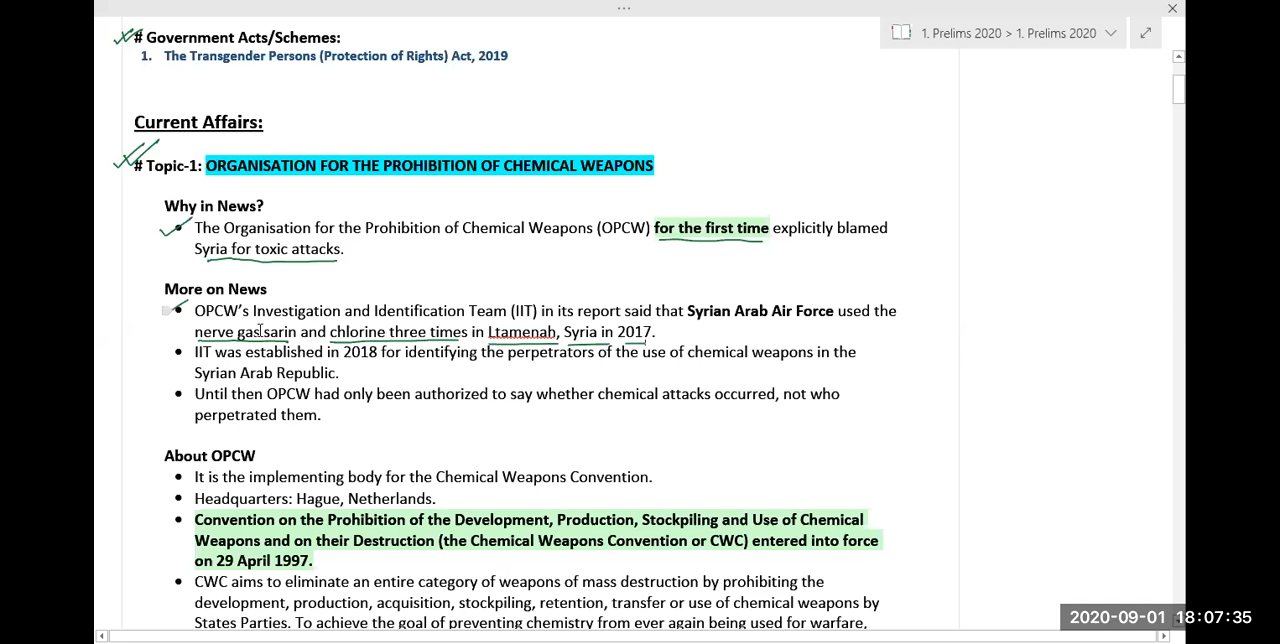 ...
# Government Acts/Schemes:
1. Prelims 2020 > 1. Prelims 2020
1. The Transgender Persons (Protection of Rights) Act, 2019
Current Affairs:
# Topic-1: ORGANISATION FOR THE PROHIBITION OF CHEMICAL WEAPONS
Why in News?
• The Organisation for the Prohibition of Chemical Weapons (OPCW) for the first time explicitly blamed
Syria for toxic attacks.
More on News
• OPCW's Investigation and Identification Team (IIT) in its report said that Syrian Arab Air Force used the
nerve gas sarin and chlorine three times in Ltamenah, Syria in 2017.
• IIT was established in 2018 for identifying the perpetrators of the use of chemical weapons in the
Syrian Arab Republic.
• Until then OPCW had only been authorized to say whether chemical attacks occurred, not who
perpetrated them.
About OPCW
• It is the implementing body for the Chemical Weapons Convention.
• Headquarters: Hague, Netherlands.
• Convention on the Prohibition of the Development, Production, Stockpiling and Use of Chemical
Weapons and on their Destruction (the Chemical Weapons Convention or CWC) entered into force
on 29 April 1997.
• CWC aims to eliminate an entire category of weapons of mass destruction by prohibiting the
development, production, acquisition, stockpiling, retention, transfer or use of chemical weapons by
States Parties. To achieve the goal of preventing chemistry from ever again being used for warfare,
2020-09-01 18:07:35